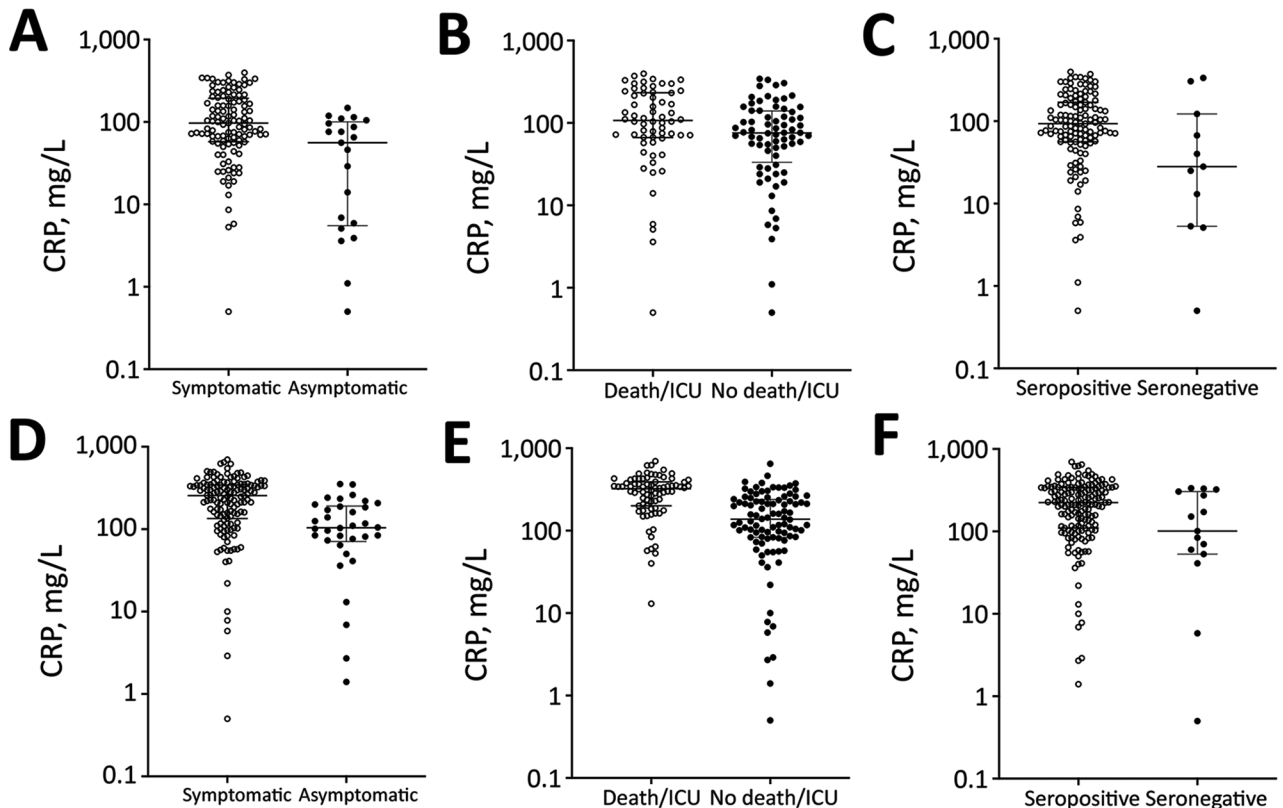 A
1,000
100
10
1
0.1
CRP, mg/L
Symptomatic Asymptomatic
B
1,000
100
10
1
0.1
CRP, mg/L
Death/ICU No death/ICU
C
1,000
100
10
1
0.1
CRP, mg/L
Seropositive Seronegative
D
1,000
100
10
1
0.1
CRP, mg/L
Symptomatic Asymptomatic
E
1,000
100
10
1
0.1
CRP, mg/L
Death/ICU No death/ICU
F
1,000
100
10
1
0.1
CRP, mg/L
Seropositive Seronegative